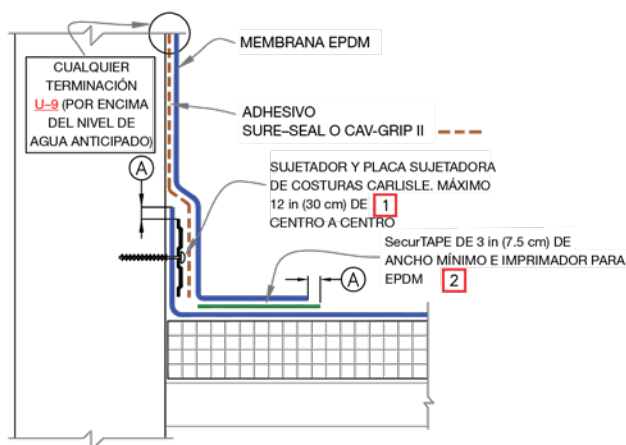 CUALQUIER
TERMINACIÓN
U-9 (POR ENCIMA
DEL NIVEL DE
AGUA ANTICIPADO)
MEMBRANA EPDM
ADHESIVO
SURE-SEAL O CAV-GRIP II
A
SUJETADOR Y PLACA SUJETADORA
DE COSTURAS CARLISLE. MÁXIMO
12 in (30 cm) DE 1
CENTRO A CENTRO
SecurTAPE DE 3 in (7.5 cm) DE
ANCHO MÍNIMO E IMPRIMADOR PARA
EPDM 2
A